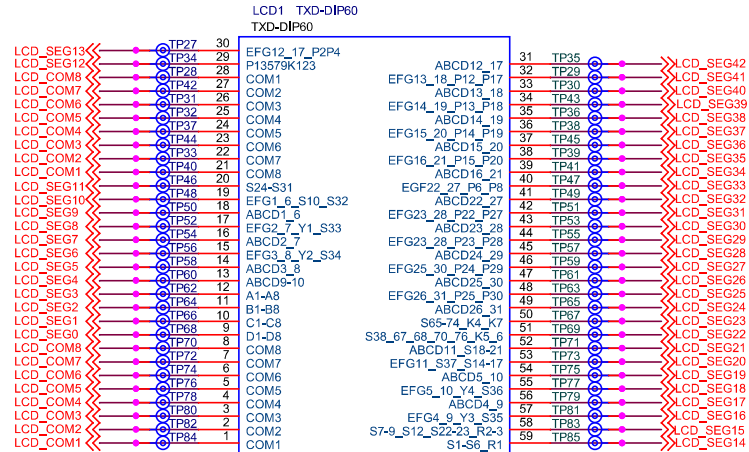 LCD1 TXD-DIP60
TXD-DIP60
LCD_SEG13 TP27 30 EFG12_17_P2P4
LCD_SEG12 TP34 29 P13579K123
LCD_COM8 TP28 28 COM1
LCD_COM7 TP42 27 COM2
LCD_COM6 TP31 26 COM3
LCD_COM5 TP32 25 COM4
LCD_COM4 TP37 24 COM5
LCD_COM3 TP44 23 COM6
LCD_COM2 TP33 22 COM7
LCD_COM1 TP40 21 COM8
LCD_SEG11 TP46 20 S24-S31
LCD_SEG10 TP48 19 EFG1_6_S10_S32
LCD_SEG9 TP50 18 ABCD1_6
LCD_SEG8 TP52 17 EFG2_7_Y1_S33
LCD_SEG7 TP54 16 ABCD2_7
LCD_SEG6 TP56 15 EFG3_8_Y2_S34
LCD_SEG5 TP58 14 ABCD3_8
LCD_SEG4 TP60 13 ABCD9-10
LCD_SEG3 TP62 12 A1-A8
LCD_SEG2 TP64 11 B1-B8
LCD_SEG1 TP66 10 C1-C8
LCD_SEG0 TP68 9 D1-D8
LCD_COM8 TP70 8 COM8
LCD_COM7 TP72 7 COM7
LCD_COM6 TP74 6 COM6
LCD_COM5 TP76 5 COM5
LCD_COM4 TP78 4 COM4
LCD_COM3 TP80 3 COM3
LCD_COM2 TP82 2 COM2
LCD_COM1 TP84 1 COM1
ABCD12_17 31 TP35 LCD_SEG42
EFG13_18_P12_P17 32 TP29 LCD_SEG41
ABCD13_18 33 TP30 LCD_SEG40
EFG14_19_P13_P18 34 TP43 LCD_SEG39
ABCD14_19 35 TP36 LCD_SEG38
EFG15_20_P14_P19 36 TP38 LCD_SEG37
ABCD15_20 37 TP45 LCD_SEG36
EFG16_21_P15_P20 38 TP39 LCD_SEG35
ABCD16_21 39 TP41 LCD_SEG34
EGF22_27_P6_P8 40 TP47 LCD_SEG33
ABCD22_27 41 TP49 LCD_SEG32
EFG23_28_P22_P27 42 TP51 LCD_SEG31
ABCD23_28 43 TP53 LCD_SEG30
EFG23_28_P23_P28 44 TP55 LCD_SEG29
ABCD24_29 45 TP57 LCD_SEG28
EFG25_30_P24_P29 46 TP59 LCD_SEG27
ABCD25_30 47 TP61 LCD_SEG26
EFG26_31_P25_P30 48 TP63 LCD_SEG25
ABCD26_31 49 TP65 LCD_SEG24
S65-74_K4_K7 50 TP67 LCD_SEG23
S38_67_68_70_76_K5_6 51 TP69 LCD_SEG22
ABCD11_S18-21 52 TP71 LCD_SEG21
EFG11_S37_S14-17 53 TP73 LCD_SEG20
ABCD5_10 54 TP75 LCD_SEG19
EFG5_10_Y4_S36 55 TP77 LCD_SEG18
ABCD4_9 56 TP79 LCD_SEG17
EFG4_9_Y3_S35 57 TP81 LCD_SEG16
S7-9_S12_S22-23_R2-3 58 TP83 LCD_SEG15
S1-S6_R1 59 TP85 LCD_SEG14